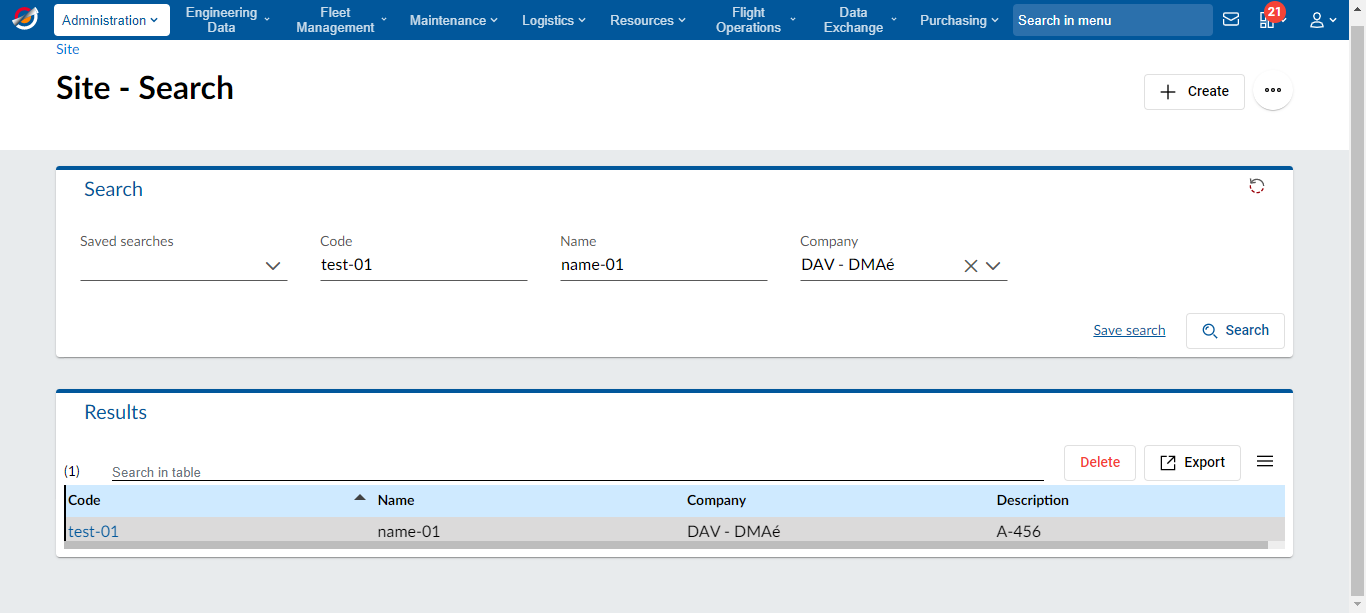 Administration
Engineering
Data
Fleet
Management
Maintenance
Logistics
Resources
Flight
Operations
Data
Exchange
Purchasing
Search in menu
21
Site
Site - Search
Create
Search
Saved searches
Code
Name
Company
test-01
name-01
DAV - DMAé
Save search
Search
Results
(1)
Search in table
Delete
Export
Code
Name
Company
Description
test-01
name-01
DAV - DMAé
A-456